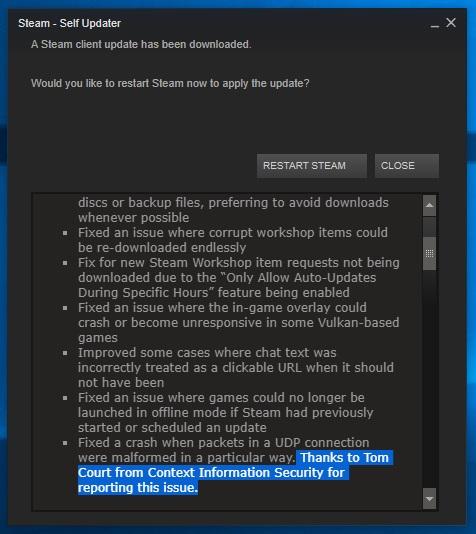 Steam - Self Updater
A Steam client update has been downloaded.
Would you like to restart Steam now to apply the update?
RESTART STEAM
CLOSE
discs or backup files, preferring to avoid downloads
whenever possible
Fixed an issue where corrupt workshop items could
be re-downloaded endlessly
Fix for new Steam Workshop item requests not being
downloaded due to the “Only Allow Auto-Updates
During Specific Hours” feature being enabled
Fixed an issue where the in-game overlay could
crash or become unresponsive in some Vulkan-based
games
Improved some cases where chat text was
incorrectly treated as a clickable URL when it should
not have been
Fixed an issue where games could no longer be
launched in offline mode if Steam had previously
started or scheduled an update
Fixed a crash when packets in a UDP connection
were malformed in a particular way. Thanks to Tom
Court from Context Information Security for
reporting this issue.